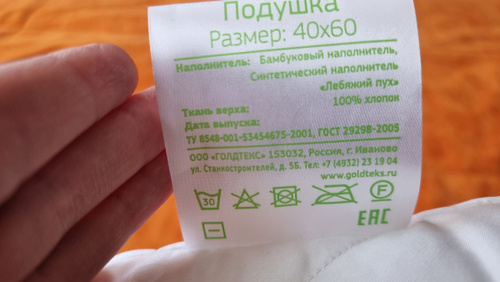 Подушка
Размер: 40х60
Наполнитель: Бамбуковый наполнитель,
Синтетический наполнитель
«Лебяжий пух»
Ткань верха: 100% хлопок
Дата выпуска:
ТУ 8548-001-53454675-2001, ГОСТ 29298-2005
ООО «ГОЛДТЕКС» 153032, Россия, г. Иваново
ул. Станкостроителей, д. 5Б. Тел: +7 (4932) 23 19 04
www.goldteks.ru
30 F
EAC